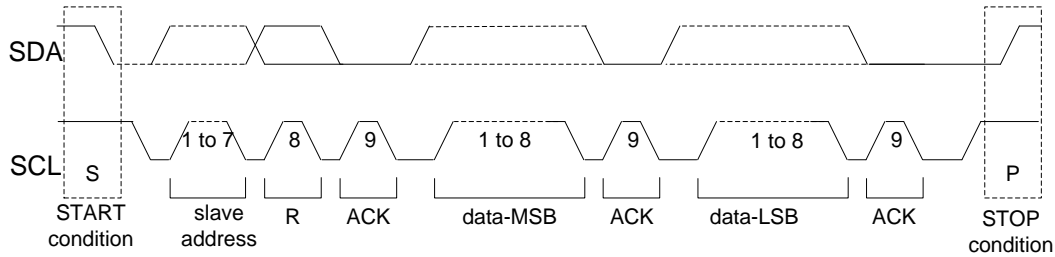 SDA
1 to 7 8 9 1 to 8 9 1 to 8 9
SCL
S P
START condition
slave address
R
ACK
data-MSB
ACK
data-LSB
ACK
STOP condition